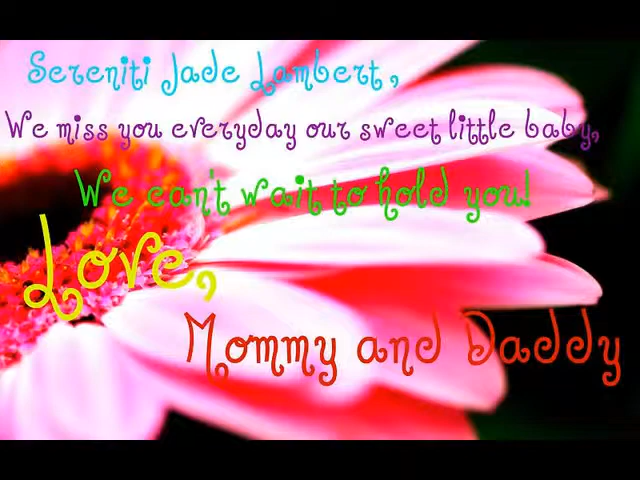 Sereniti Jade Lambert,
We miss you everyday our sweet little baby,
We can't wait to hold you!
Love,
Mommy and Daddy